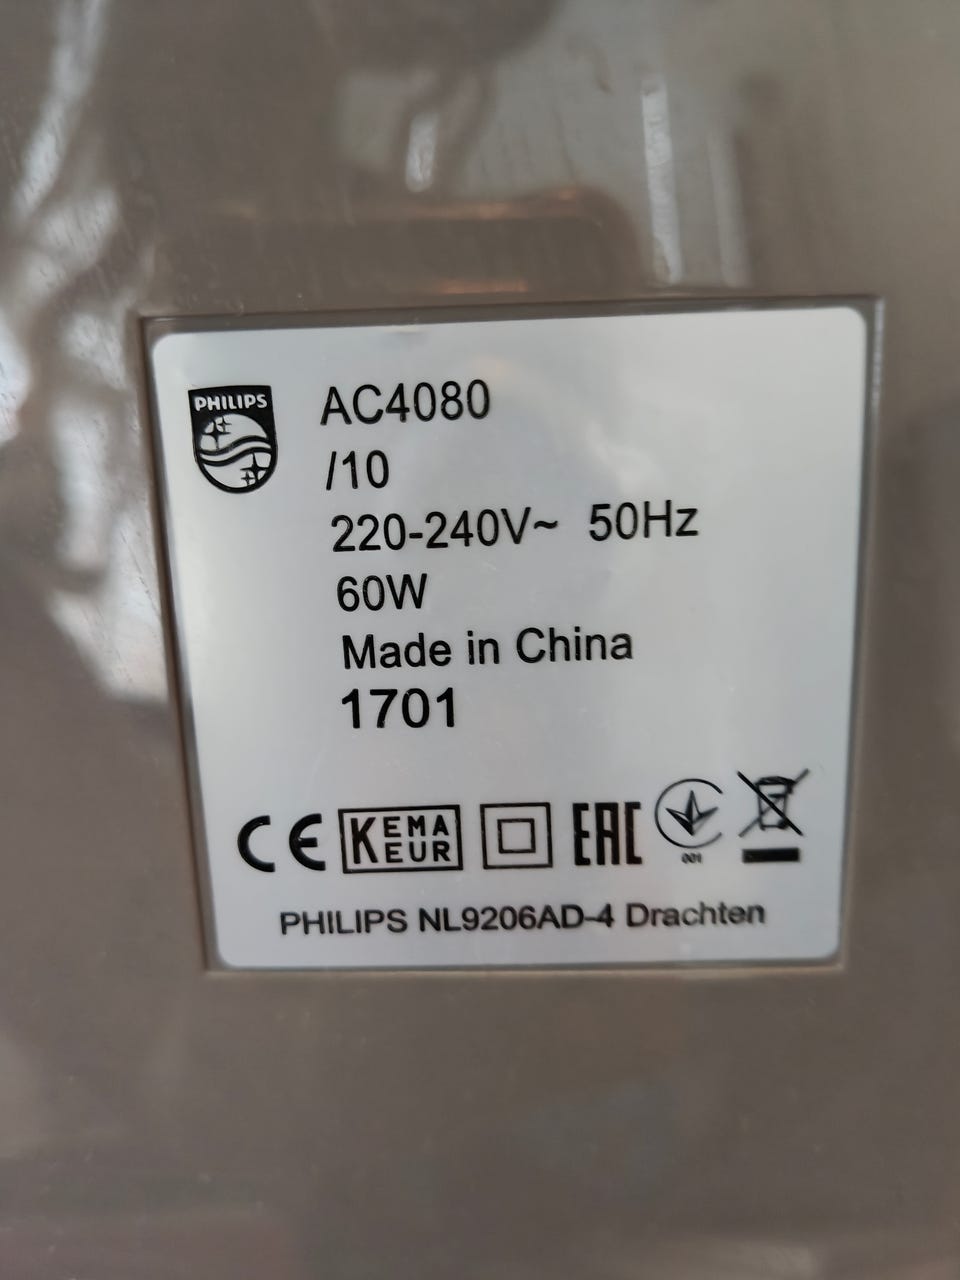 PHILIPS
AC4080
/10
220-240V~ 50Hz
60W
Made in China
1701
CE KEMA EUR EAC
001
PHILIPS NL9206AD-4 Drachten